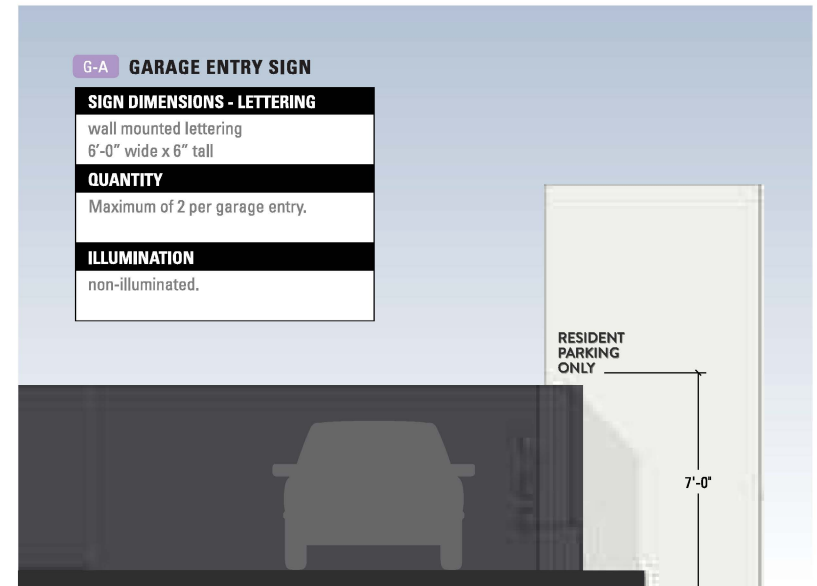 G-A GARAGE ENTRY SIGN
SIGN DIMENSIONS - LETTERING
wall mounted lettering
6'-0" wide x 6" tall
QUANTITY
Maximum of 2 per garage entry.
ILLUMINATION
non-illuminated.
RESIDENT
PARKING
ONLY
7'-0"